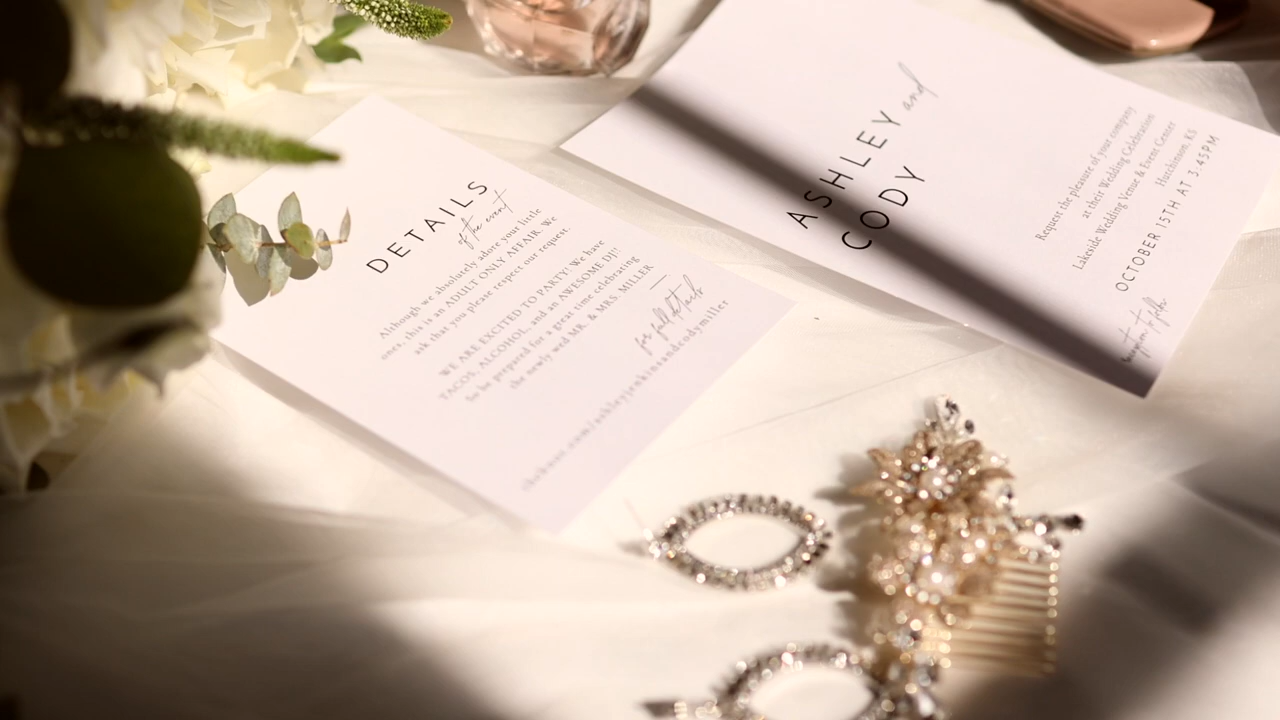 DETAILS
of the event
Although we absolutely adore your little
ones, this is an ADULT ONLY AFFAIR. We
ask that you please respect our request.
WE ARE EXCITED TO PARTY! We have
TACOS, ALCOHOL, and an AWESOME DJ!!
So be prepared for a great time celebrating
the newly wed MR. & MRS. MILLER
for full details
ASHLEY and
CODY
Request the pleasure of your company
at their Wedding Celebration
Lakeside Wedding Venue & Event Center
Hutchinson, KS
OCTOBER 15TH AT 3.45PM